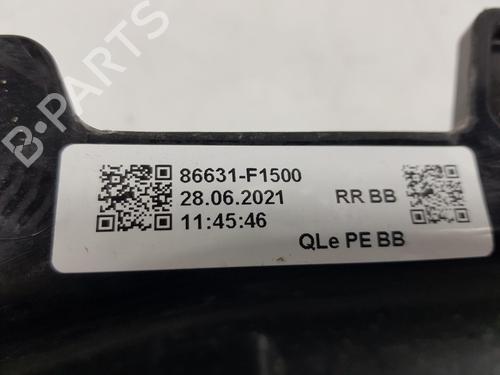 B-PARTS
86631-F1500
28.06.2021 RR BB
11:45:46
QLe PE BB